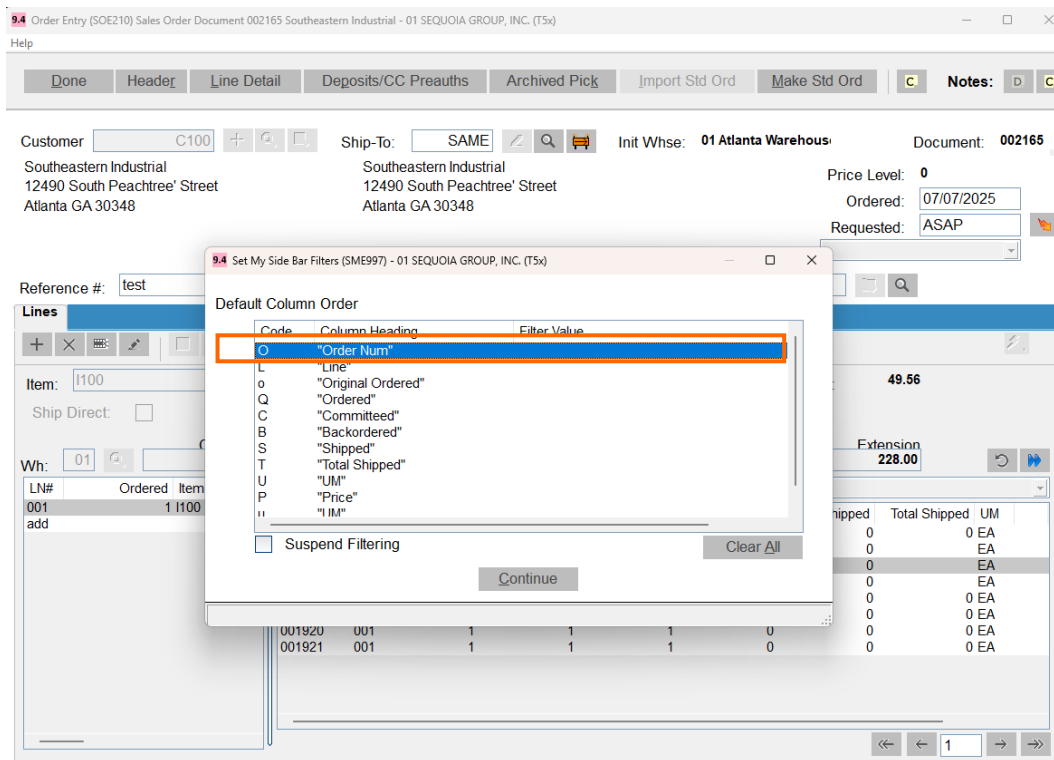 9.4 Order Entry (SOE210) Sales Order Document 002165 Southeastern Industrial - 01 SEQUOIA GROUP, INC. (T5x)
Help
Done Header Line Detail Deposits/CC Preauths Archived Pick Import Std Ord Make Std Ord C Notes: D C
Customer C100 Ship-To: SAME Init Whse: 01 Atlanta Warehous Document: 002165
Southeastern Industrial Southeastern Industrial
12490 South Peachtree' Street 12490 South Peachtree' Street
Atlanta GA 30348 Atlanta GA 30348
Price Level: 0
Ordered: 07/07/2025
Requested: ASAP
Reference #: test
Lines
Item: I100 49.56
Ship Direct:
Extension
Wh: 01 228.00
LN# Ordered Item
001 1 I100
add
9.4 Set My Side Bar Filters (SME997) - 01 SEQUOIA GROUP, INC. (T5x)
Default Column Order
Code Column Heading Filter Value
O "Order Num"
L "Line"
o "Original Ordered"
Q "Ordered"
C "Committeed"
B "Backordered"
S "Shipped"
T "Total Shipped"
U "UM"
P "Price"
u "UM"
Suspend Filtering Clear All
Continue
Total Shipped UM
0 0 EA
0 EA
0 EA
0 EA
0 0 EA
0 0 EA
001920 001 1 1 1 0 0 0 EA
001921 001 1 1 1 0 0 0 EA
1